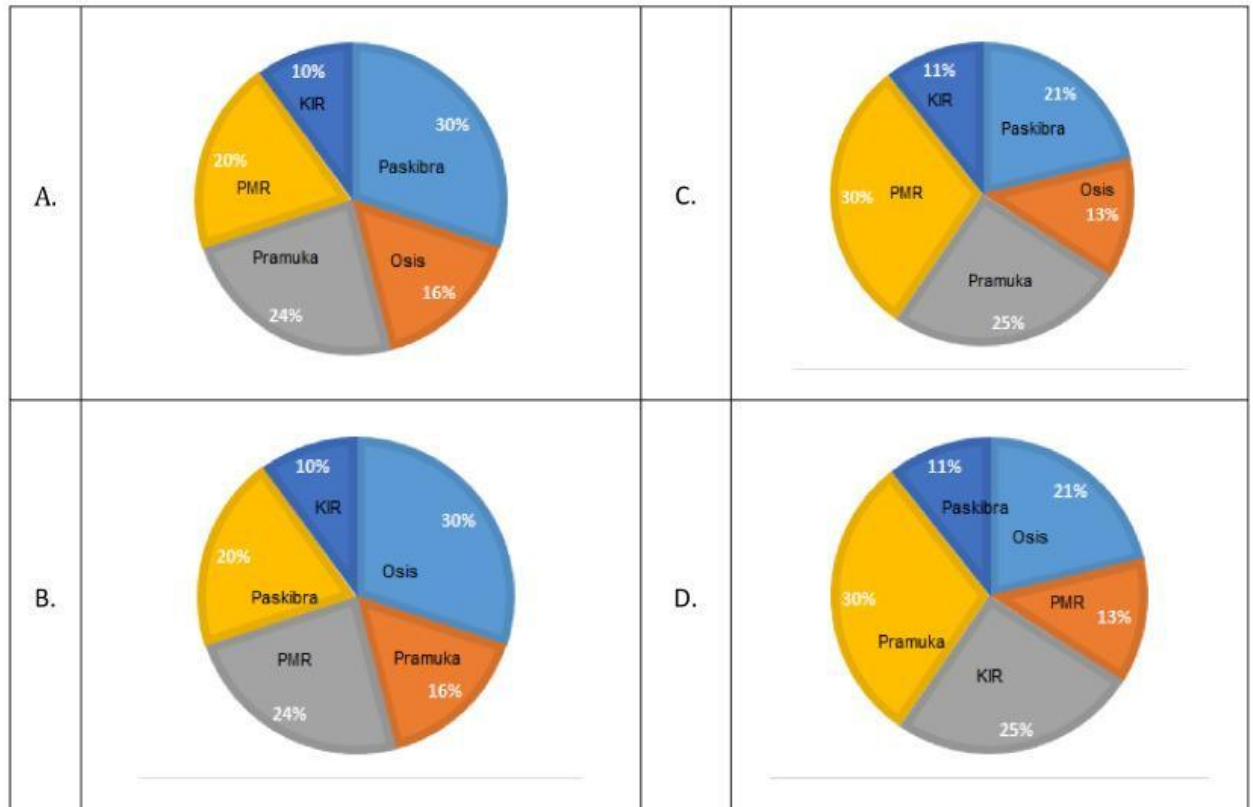 A.
10%
KIR
30%
Paskibra
20%
PMR
Pramuka
24%
Osis
16%
C.
11%
KIR
21%
Paskibra
30%
PMR
Osis
13%
Pramuka
25%
B.
10%
KIR
30%
Osis
20%
Paskibra
PMR
24%
Pramuka
16%
D.
11%
Paskibra
21%
Osis
30%
Pramuka
PMR
13%
KIR
25%